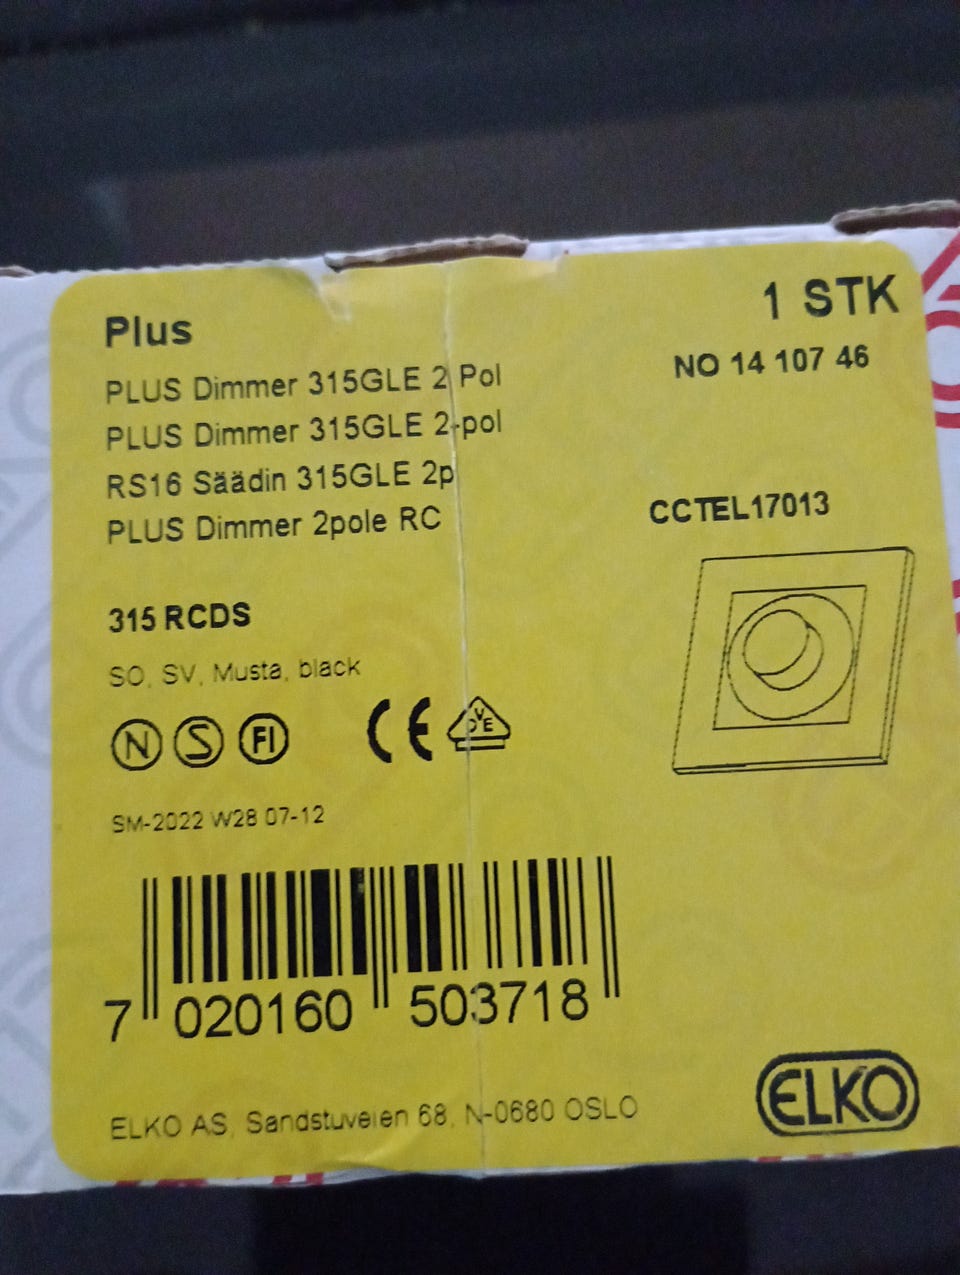 Plus
1 STK
PLUS Dimmer 315GLE 2 Pol
NO 14 107 46
PLUS Dimmer 315GLE 2-pol
RS16 Säädin 315GLE 2p
PLUS Dimmer 2pole RC
CCTEL17013
315 RCDS
SO, SV, Musta, black
N S FI CE VDE
SM-2022 W28 07-12
7 020160 503718
ELKO AS, Sandstuveien 68, N-0680 OSLO
ELKO